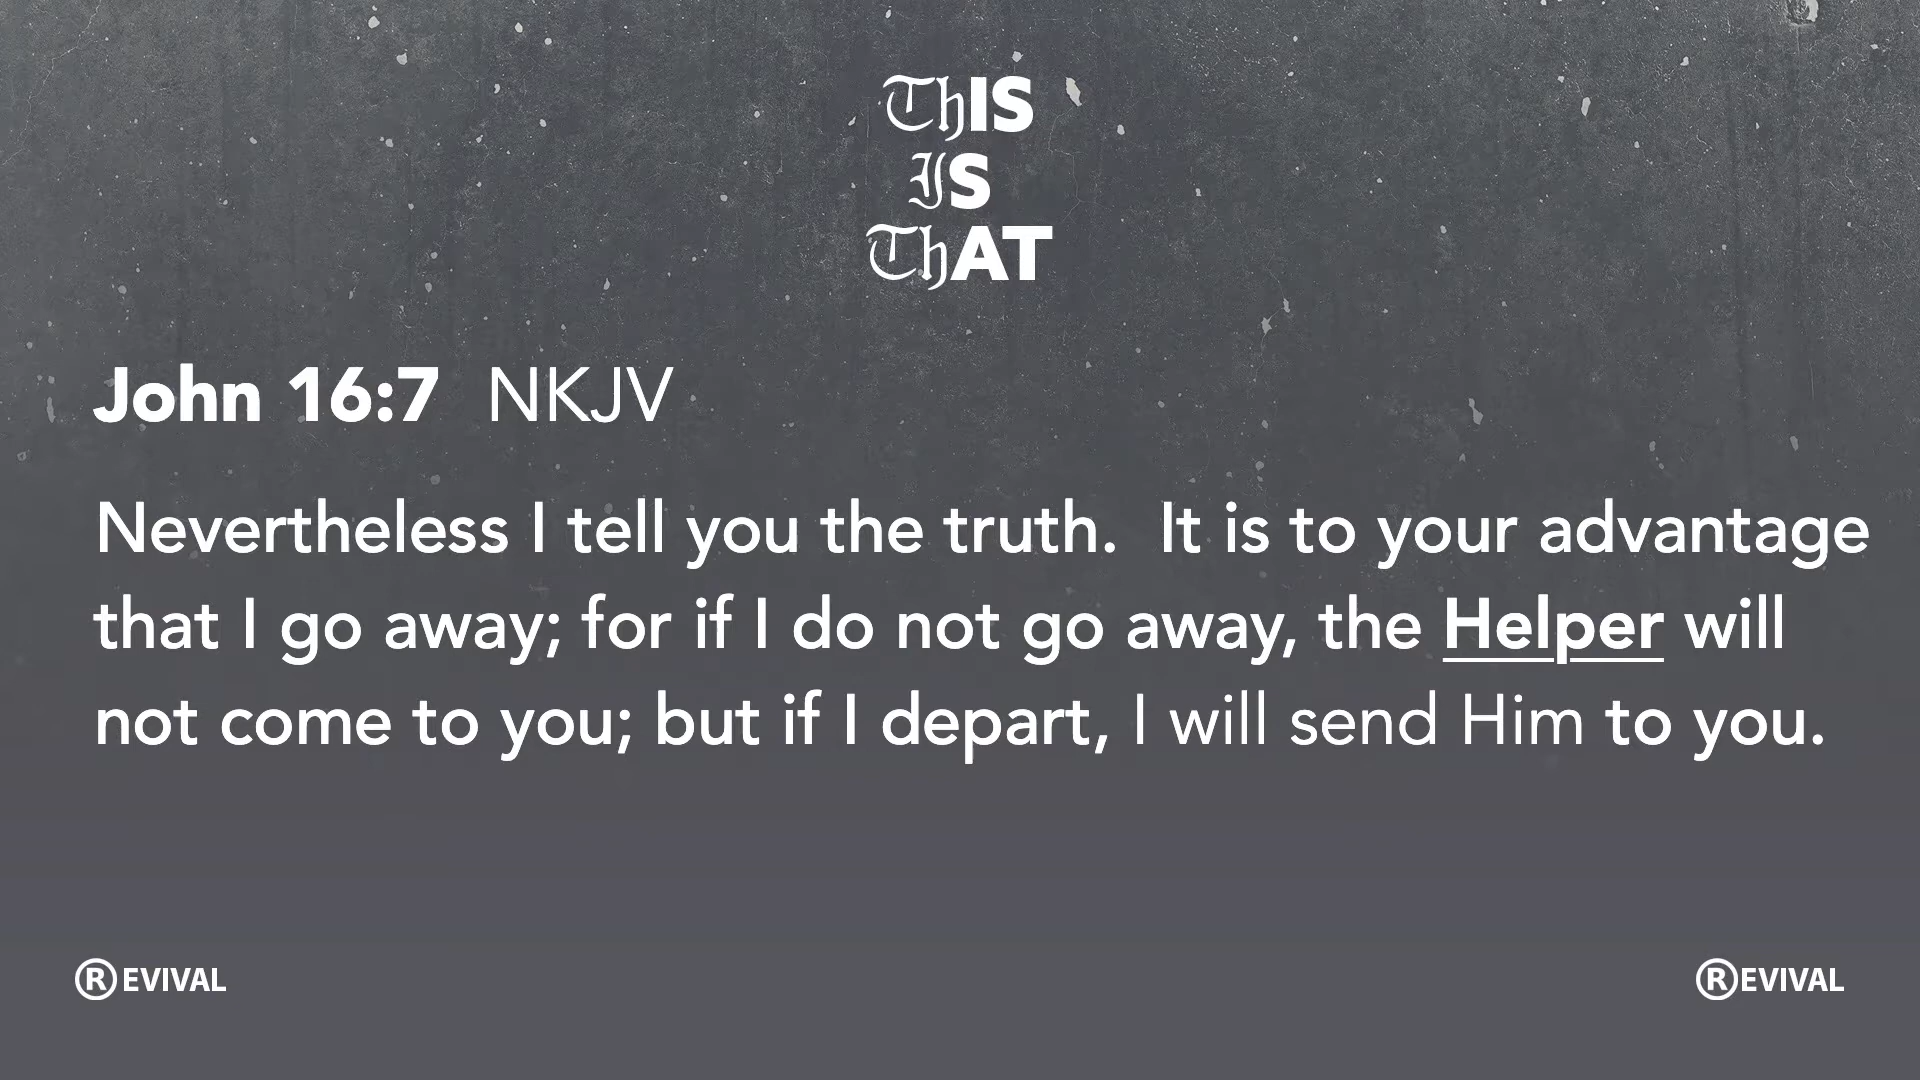 ThIS
IS
ThAT
John 16:7 NKJV
Nevertheless I tell you the truth.  It is to your advantage
that I go away; for if I do not go away, the Helper will
not come to you; but if I depart, I will send Him to you.
®EVIVAL
®EVIVAL